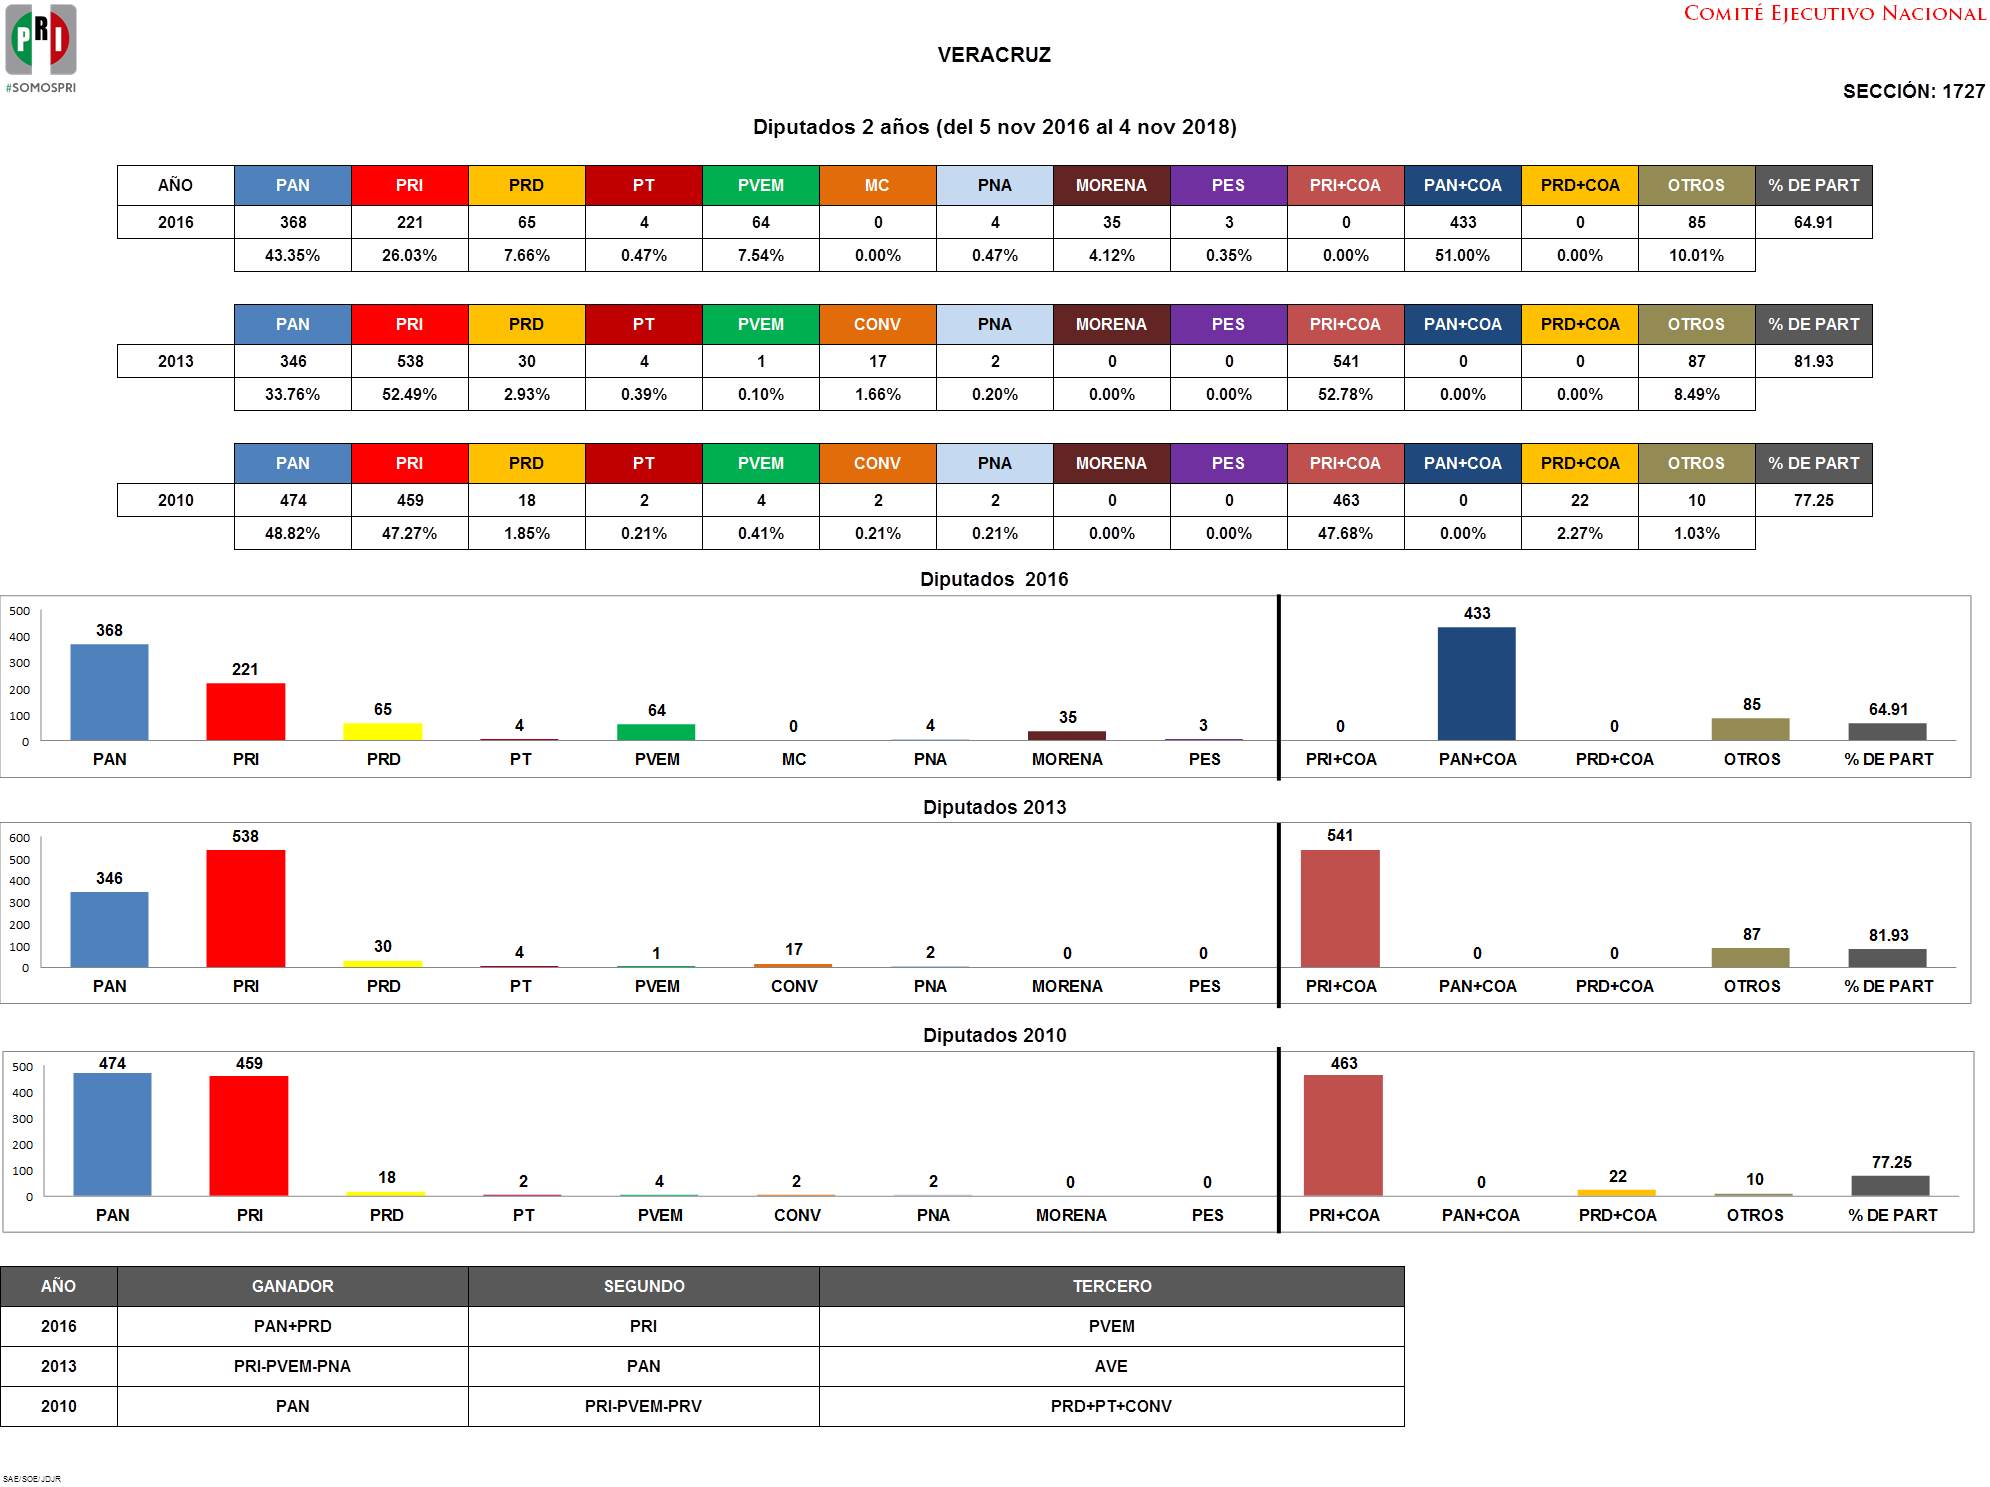 COMITÉ EJECUTIVO NACIONAL
PRI
#SOMOSPRI
VERACRUZ
SECCIÓN: 1727
Diputados 2 años (del 5 nov 2016 al 4 nov 2018)
AÑO PAN PRI PRD PT PVEM MC PNA MORENA PES PRI+COA PAN+COA PRD+COA OTROS % DE PART
2016 368 221 65 4 64 0 4 35 3 0 433 0 85 64.91
43.35% 26.03% 7.66% 0.47% 7.54% 0.00% 0.47% 4.12% 0.35% 0.00% 51.00% 0.00% 10.01%
PAN PRI PRD PT PVEM CONV PNA MORENA PES PRI+COA PAN+COA PRD+COA OTROS % DE PART
2013 346 538 30 4 1 17 2 0 0 541 0 0 87 81.93
33.76% 52.49% 2.93% 0.39% 0.10% 1.66% 0.20% 0.00% 0.00% 52.78% 0.00% 0.00% 8.49%
PAN PRI PRD PT PVEM CONV PNA MORENA PES PRI+COA PAN+COA PRD+COA OTROS % DE PART
2010 474 459 18 2 4 2 2 0 0 463 0 22 10 77.25
48.82% 47.27% 1.85% 0.21% 0.41% 0.21% 0.21% 0.00% 0.00% 47.68% 0.00% 2.27% 1.03%
Diputados 2016
500
400
300
200
100
0
368 221 65 4 64 0 4 35 3 0 433 0 85 64.91
PAN PRI PRD PT PVEM MC PNA MORENA PES PRI+COA PAN+COA PRD+COA OTROS % DE PART
Diputados 2013
600
500
400
300
200
100
0
346 538 30 4 1 17 2 0 0 541 0 0 87 81.93
PAN PRI PRD PT PVEM CONV PNA MORENA PES PRI+COA PAN+COA PRD+COA OTROS % DE PART
Diputados 2010
500
400
300
200
100
0
474 459 18 2 4 2 2 0 0 463 0 22 10 77.25
PAN PRI PRD PT PVEM CONV PNA MORENA PES PRI+COA PAN+COA PRD+COA OTROS % DE PART
AÑO GANADOR SEGUNDO TERCERO
2016 PAN+PRD PRI PVEM
2013 PRI-PVEM-PNA PAN AVE
2010 PAN PRI-PVEM-PRV PRD+PT+CONV
SAE/SOE/JDJR